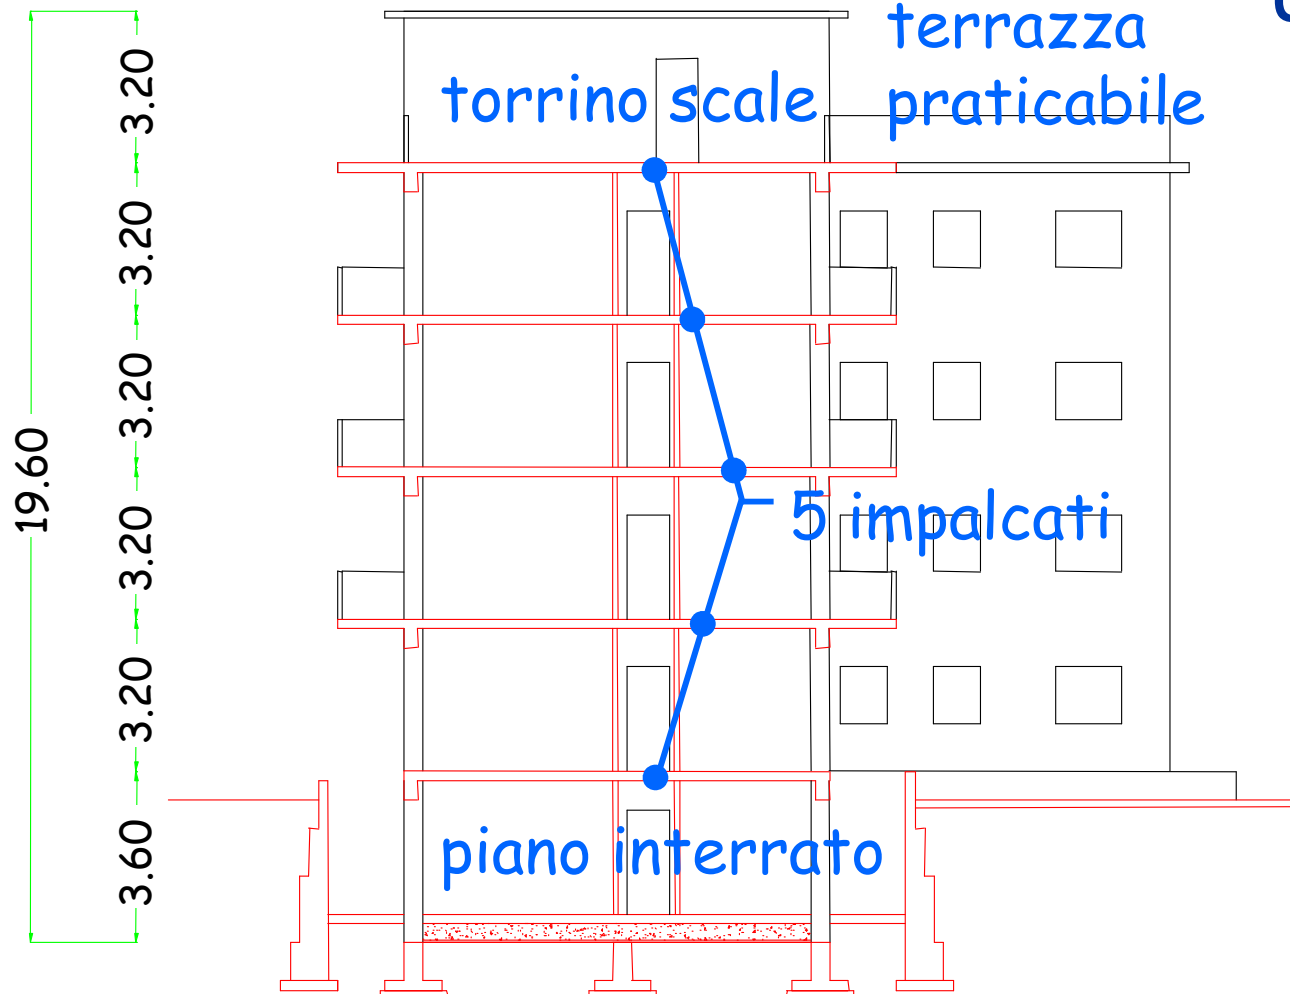 terrazza
praticabile
torrino scale
3.20
3.20
3.20
19.60
5 impalcati
3.20
3.20
piano interrato
3.60